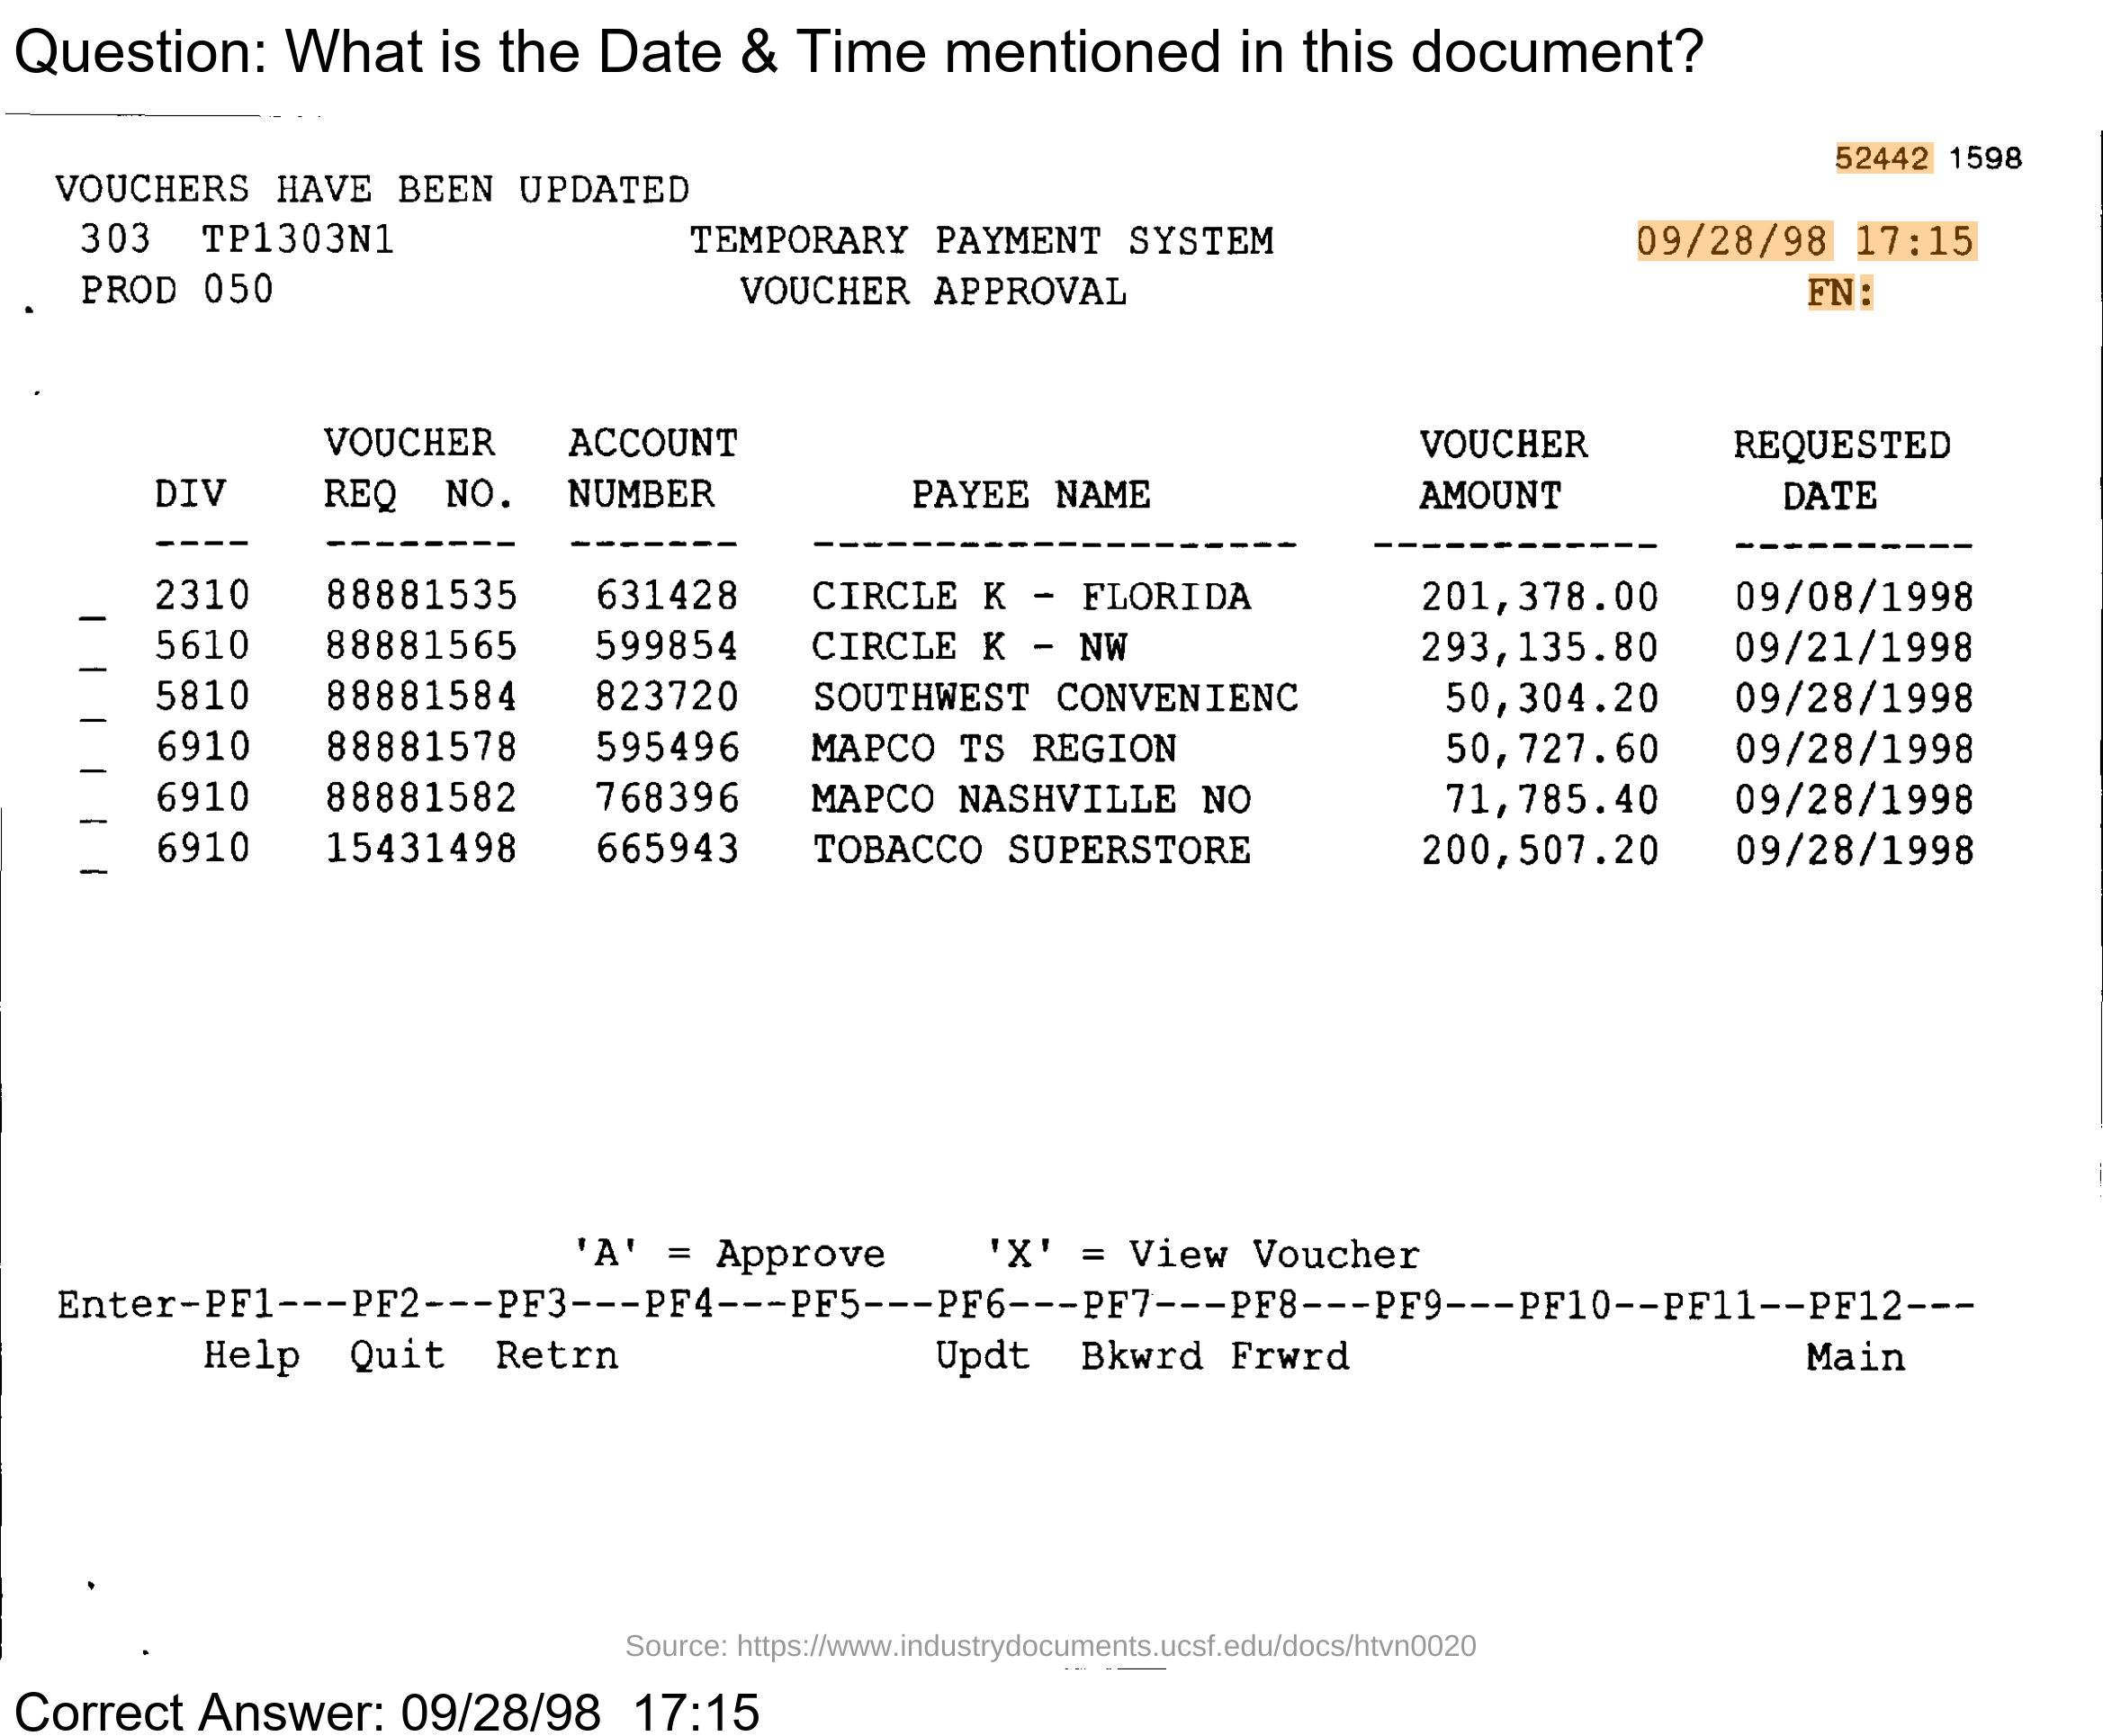 Question: What is the Date & Time mentioned in this document?
52442 1598
VOUCHERS HAVE BEEN UPDATED
303 TP1303N1 TEMPORARY PAYMENT SYSTEM 09/28/98 17:15
PROD 050 VOUCHER APPROVAL FN:
VOUCHER ACCOUNT VOUCHER REQUESTED
DIV REQ NO. NUMBER PAYEE NAME AMOUNT DATE
---- -------- ------- -------------------- ------------ ----------
_ 2310 88881535 631428 CIRCLE K - FLORIDA 201,378.00 09/08/1998
_ 5610 88881565 599854 CIRCLE K - NW 293,135.80 09/21/1998
_ 5810 88881584 823720 SOUTHWEST CONVENIENC 50,304.20 09/28/1998
_ 6910 88881578 595496 MAPCO TS REGION 50,727.60 09/28/1998
_ 6910 88881582 768396 MAPCO NASHVILLE NO 71,785.40 09/28/1998
_ 6910 15431498 665943 TOBACCO SUPERSTORE 200,507.20 09/28/1998
'A' = Approve 'X' = View Voucher
Enter-PF1---PF2---PF3---PF4---PF5---PF6---PF7---PF8---PF9---PF10--PF11--PF12---
Help Quit Retrn Updt Bkwrd Frwrd Main
Source: https://www.industrydocuments.ucsf.edu/docs/htvn0020
Correct Answer: 09/28/98 17:15